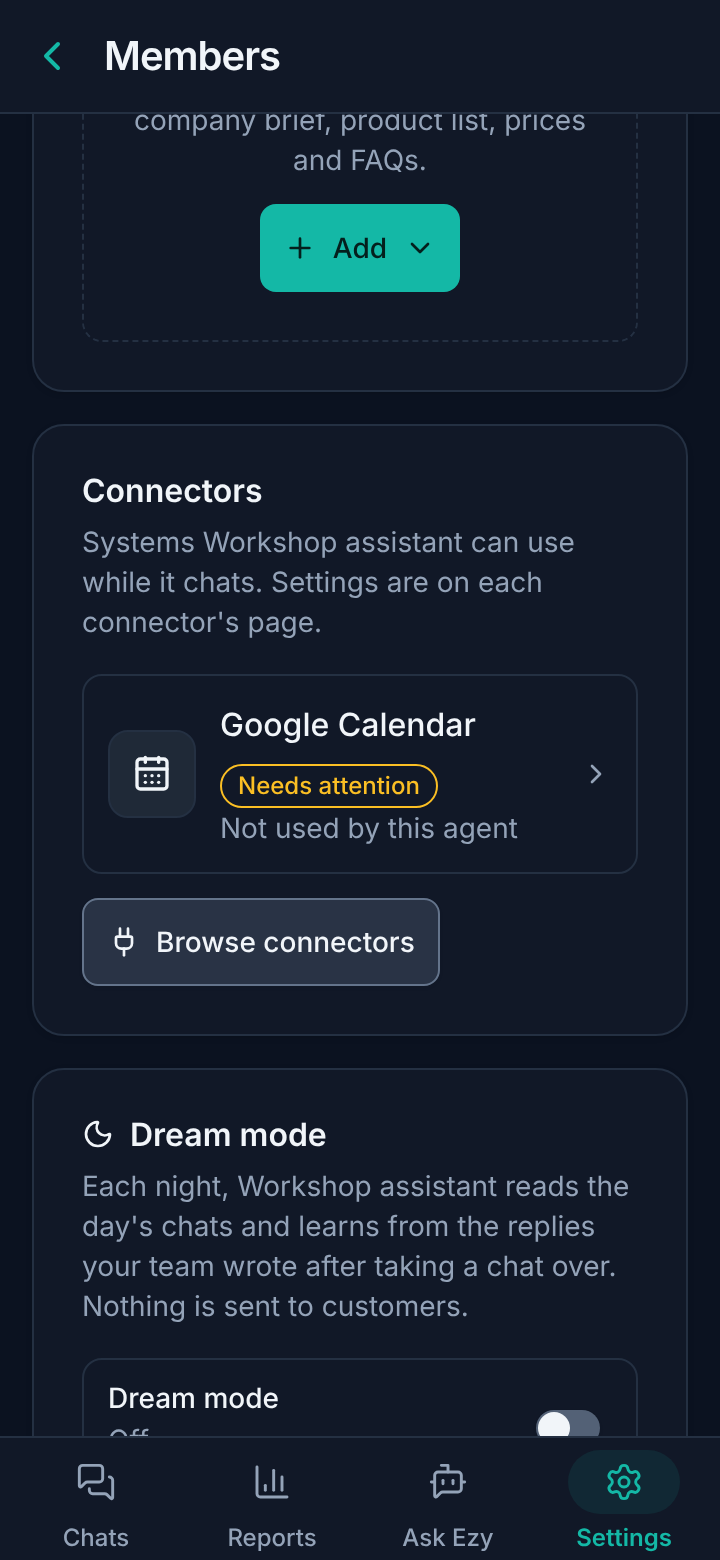 Members
company brief, product list, prices
and FAQs.
Add
Connectors
Systems Workshop assistant can use
while it chats. Settings are on each
connector's page.
Google Calendar
Needs attention
Not used by this agent
Browse connectors
Dream mode
Each night, Workshop assistant reads the
day's chats and learns from the replies
your team wrote after taking a chat over.
Nothing is sent to customers.
Dream mode
Off
Chats
Reports
Ask Ezy
Settings